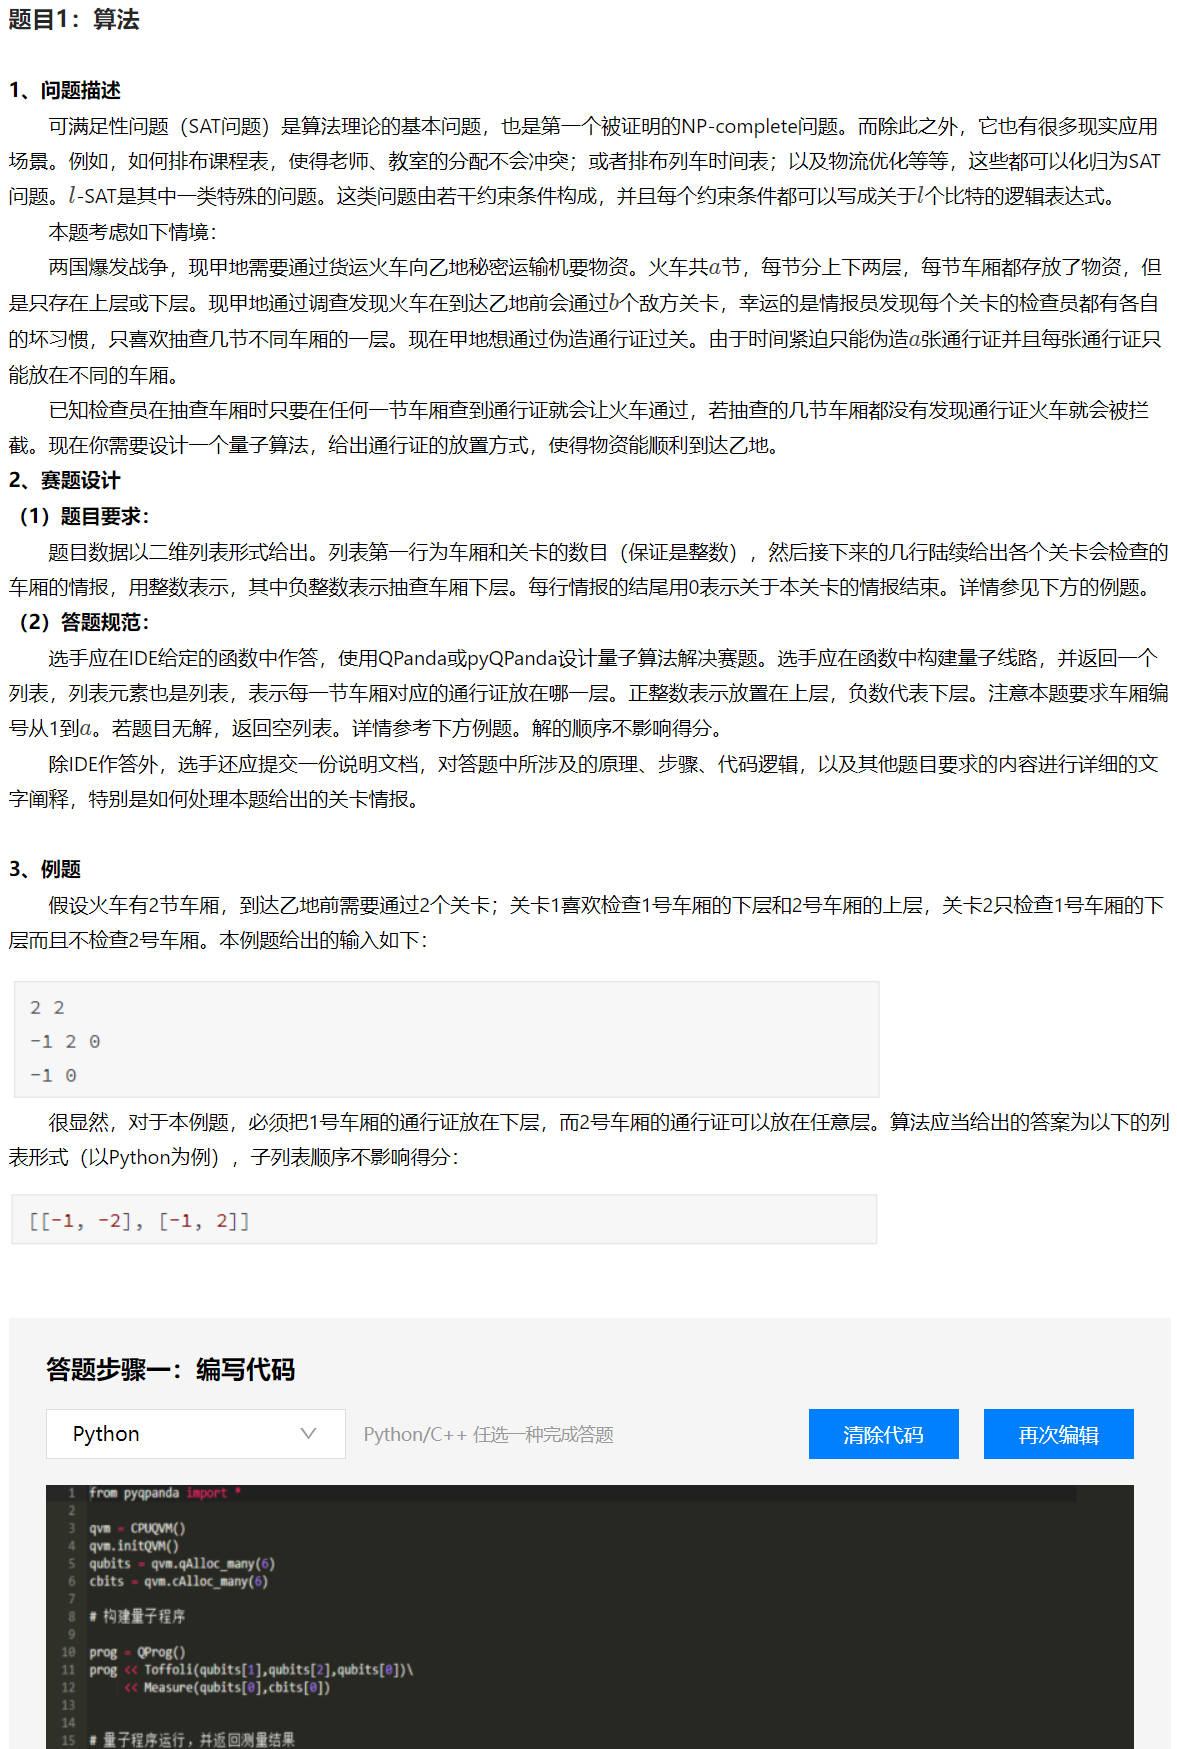 题目1：算法
1、问题描述
可满足性问题（SAT问题）是算法理论的基本问题，也是第一个被证明的NP-complete问题。而除此之外，它也有很多现实应用
场景。例如，如何排布课程表，使得老师、教室的分配不会冲突；或者排布列车时间表；以及物流优化等等，这些都可以化归为SAT
问题。l-SAT是其中一类特殊的问题。这类问题由若干约束条件构成，并且每个约束条件都可以写成关于l个比特的逻辑表达式。
本题考虑如下情境：
两国爆发战争，现甲地需要通过货运火车向乙地秘密运输机要物资。火车共a节，每节分上下两层，每节车厢都存放了物资，但
是只存在上层或下层。现甲地通过调查发现火车在到达乙地前会通过b个敌方关卡，幸运的是情报员发现每个关卡的检查员都有各自
的坏习惯，只喜欢抽查几节不同车厢的一层。现在甲地想通过伪造通行证过关。由于时间紧迫只能伪造a张通行证并且每张通行证只
能放在不同的车厢。
已知检查员在抽查车厢时只要在任何一节车厢查到通行证就会让火车通过，若抽查的几节车厢都没有发现通行证火车就会被拦
截。现在你需要设计一个量子算法，给出通行证的放置方式，使得物资能顺利到达乙地。
2、赛题设计
（1）题目要求：
题目数据以二维列表形式给出。列表第一行为车厢和关卡的数目（保证是整数），然后接下来的几行陆续给出各个关卡会检查的
车厢的情报，用整数表示，其中负整数表示抽查车厢下层。每行情报的结尾用0表示关于本关卡的情报结束。详情参见下方的例题。
（2）答题规范：
选手应在IDE给定的函数中作答，使用QPanda或pyQPanda设计量子算法解决赛题。选手应在函数中构建量子线路，并返回一个
列表，列表元素也是列表，表示每一节车厢对应的通行证放在哪一层。正整数表示放置在上层，负数代表下层。注意本题要求车厢编
号从1到a。若题目无解，返回空列表。详情参考下方例题。解的顺序不影响得分。
除IDE作答外，选手还应提交一份说明文档，对答题中所涉及的原理、步骤、代码逻辑，以及其他题目要求的内容进行详细的文
字阐释，特别是如何处理本题给出的关卡情报。
3、例题
假设火车有2节车厢，到达乙地前需要通过2个关卡；关卡1喜欢检查1号车厢的下层和2号车厢的上层，关卡2只检查1号车厢的下
层而且不检查2号车厢。本例题给出的输入如下：
2 2
-1 2 0
-1 0
很显然，对于本例题，必须把1号车厢的通行证放在下层，而2号车厢的通行证可以放在任意层。算法应当给出的答案为以下的列
表形式（以Python为例），子列表顺序不影响得分：
[[-1, -2], [-1, 2]]
答题步骤一：编写代码
Python
Python/C++ 任选一种完成答题
清除代码
再次编辑
1 from pyqpanda import *
2
3 qvm = CPUQVM()
4 qvm.initQVM()
5 qubits = qvm.qAlloc_many(6)
6 cbits = qvm.cAlloc_many(6)
7
8 # 构建量子程序
9
10 prog = QProg()
11 prog << Toffoli(qubits[1],qubits[2],qubits[0])\
12 << Measure(qubits[0],cbits[0])
13
14
15 # 量子程序运行，并返回测量结果